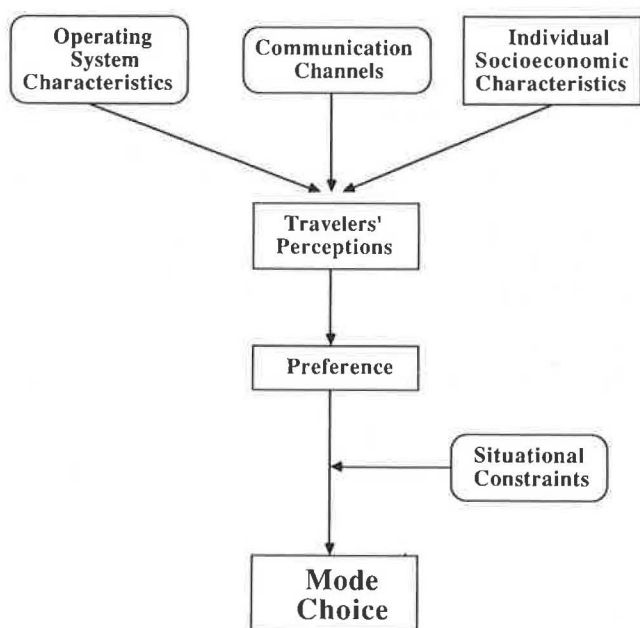 Operating
System
Characteristics
Communication
Channels
Individual
Socioeconomic
Characteristics
Travelers'
Perceptions
Preference
Situational
Constraints
Mode
Choice